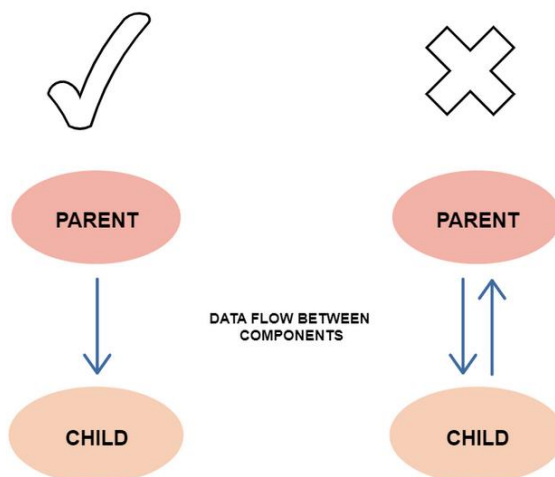 PARENT
PARENT
DATA FLOW BETWEEN
COMPONENTS
CHILD
CHILD